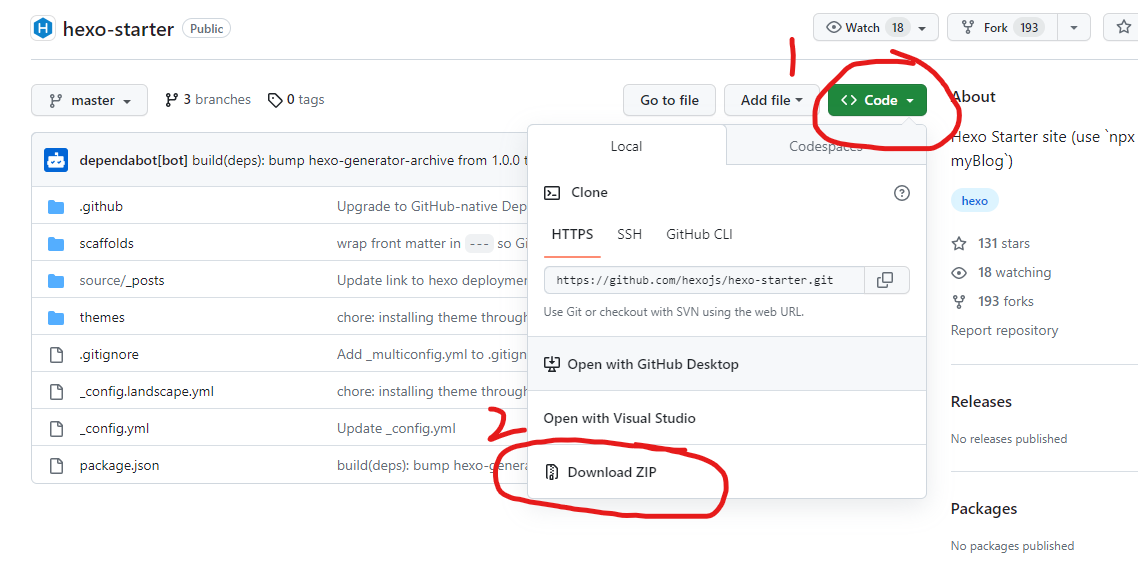 hexo-starter Public
Watch 18
Fork 193
1
master
3 branches
0 tags
Go to file
Add file
<> Code
dependabot[bot] build(deps): bump hexo-generator-archive from 1.0.0 t
.github Upgrade to GitHub-native Dep
scaffolds wrap front matter in --- so Gi
source/_posts Update link to hexo deploymen
themes chore: installing theme through
.gitignore Add _multiconfig.yml to .gitign
_config.landscape.yml chore: installing theme through
_config.yml Update _config.yml
package.json build(deps): bump hexo-genera
Local Codespaces
Clone
HTTPS SSH GitHub CLI
https://github.com/hexojs/hexo-starter.git
Use Git or checkout with SVN using the web URL.
Open with GitHub Desktop
Open with Visual Studio
2
Download ZIP
About
Hexo Starter site (use `npx
myBlog`)
hexo
131 stars
18 watching
193 forks
Report repository
Releases
No releases published
Packages
No packages published